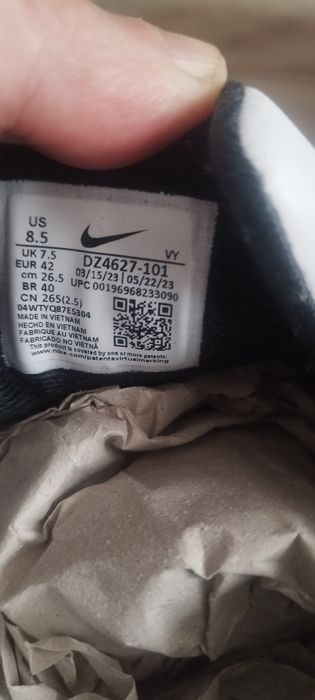 US
8.5
VY
UK 7.5
DZ4627-101
EUR 42
03/15/23 | 05/22/23
cm 26.5
UPC 00196968233090
BR 40
CN 265(2.5)
04WTYQ87ES304
MADE IN VIETNAM
HECHO EN VIETNAM
FABRIQUE AU VIETNAM
FABRICADO NO VIETNÃ
This product is covered by one or more patents:
www.nike.com/patentsvirtualmarking